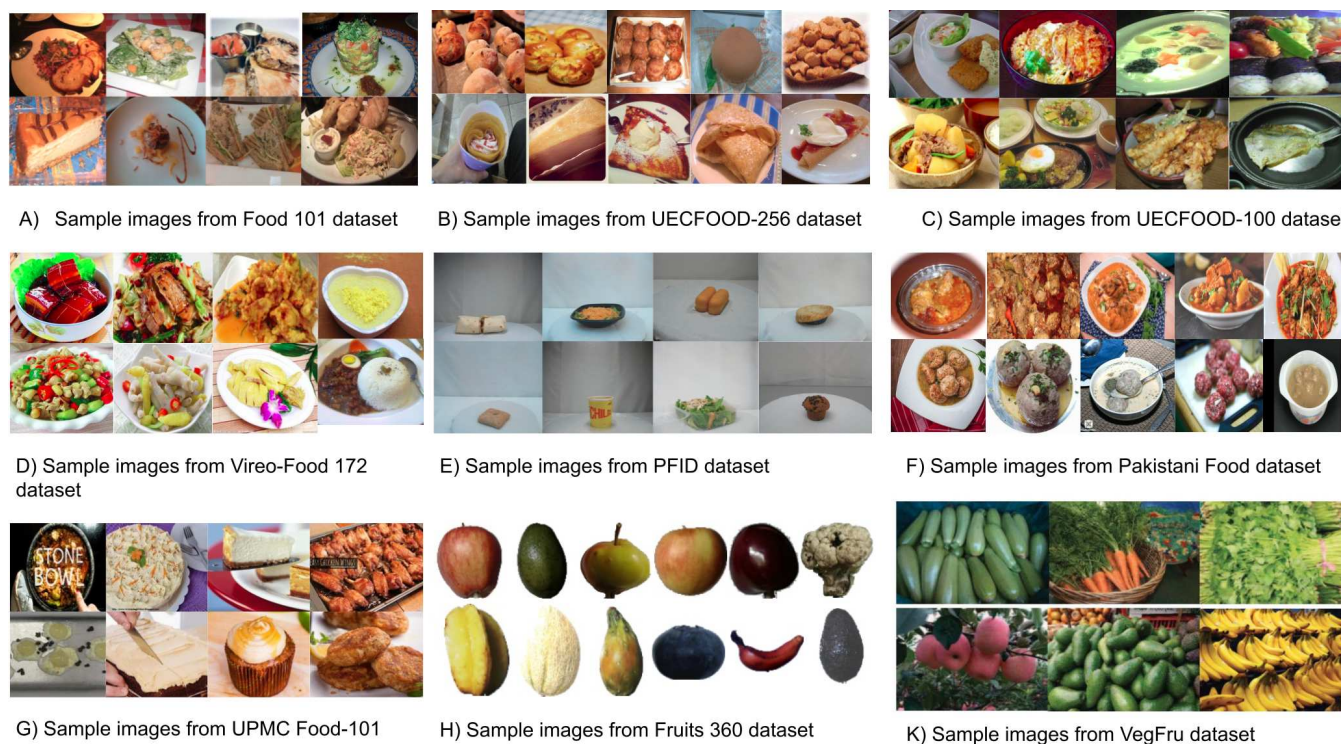 A) Sample images from Food 101 dataset
B) Sample images from UECFOOD-256 dataset
C) Sample images from UECFOOD-100 datase
CHILI
D) Sample images from Vireo-Food 172
dataset
E) Sample images from PFID dataset
F) Sample images from Pakistani Food dataset
STONE
BOWL
G) Sample images from UPMC Food-101
H) Sample images from Fruits 360 dataset
K) Sample images from VegFru dataset